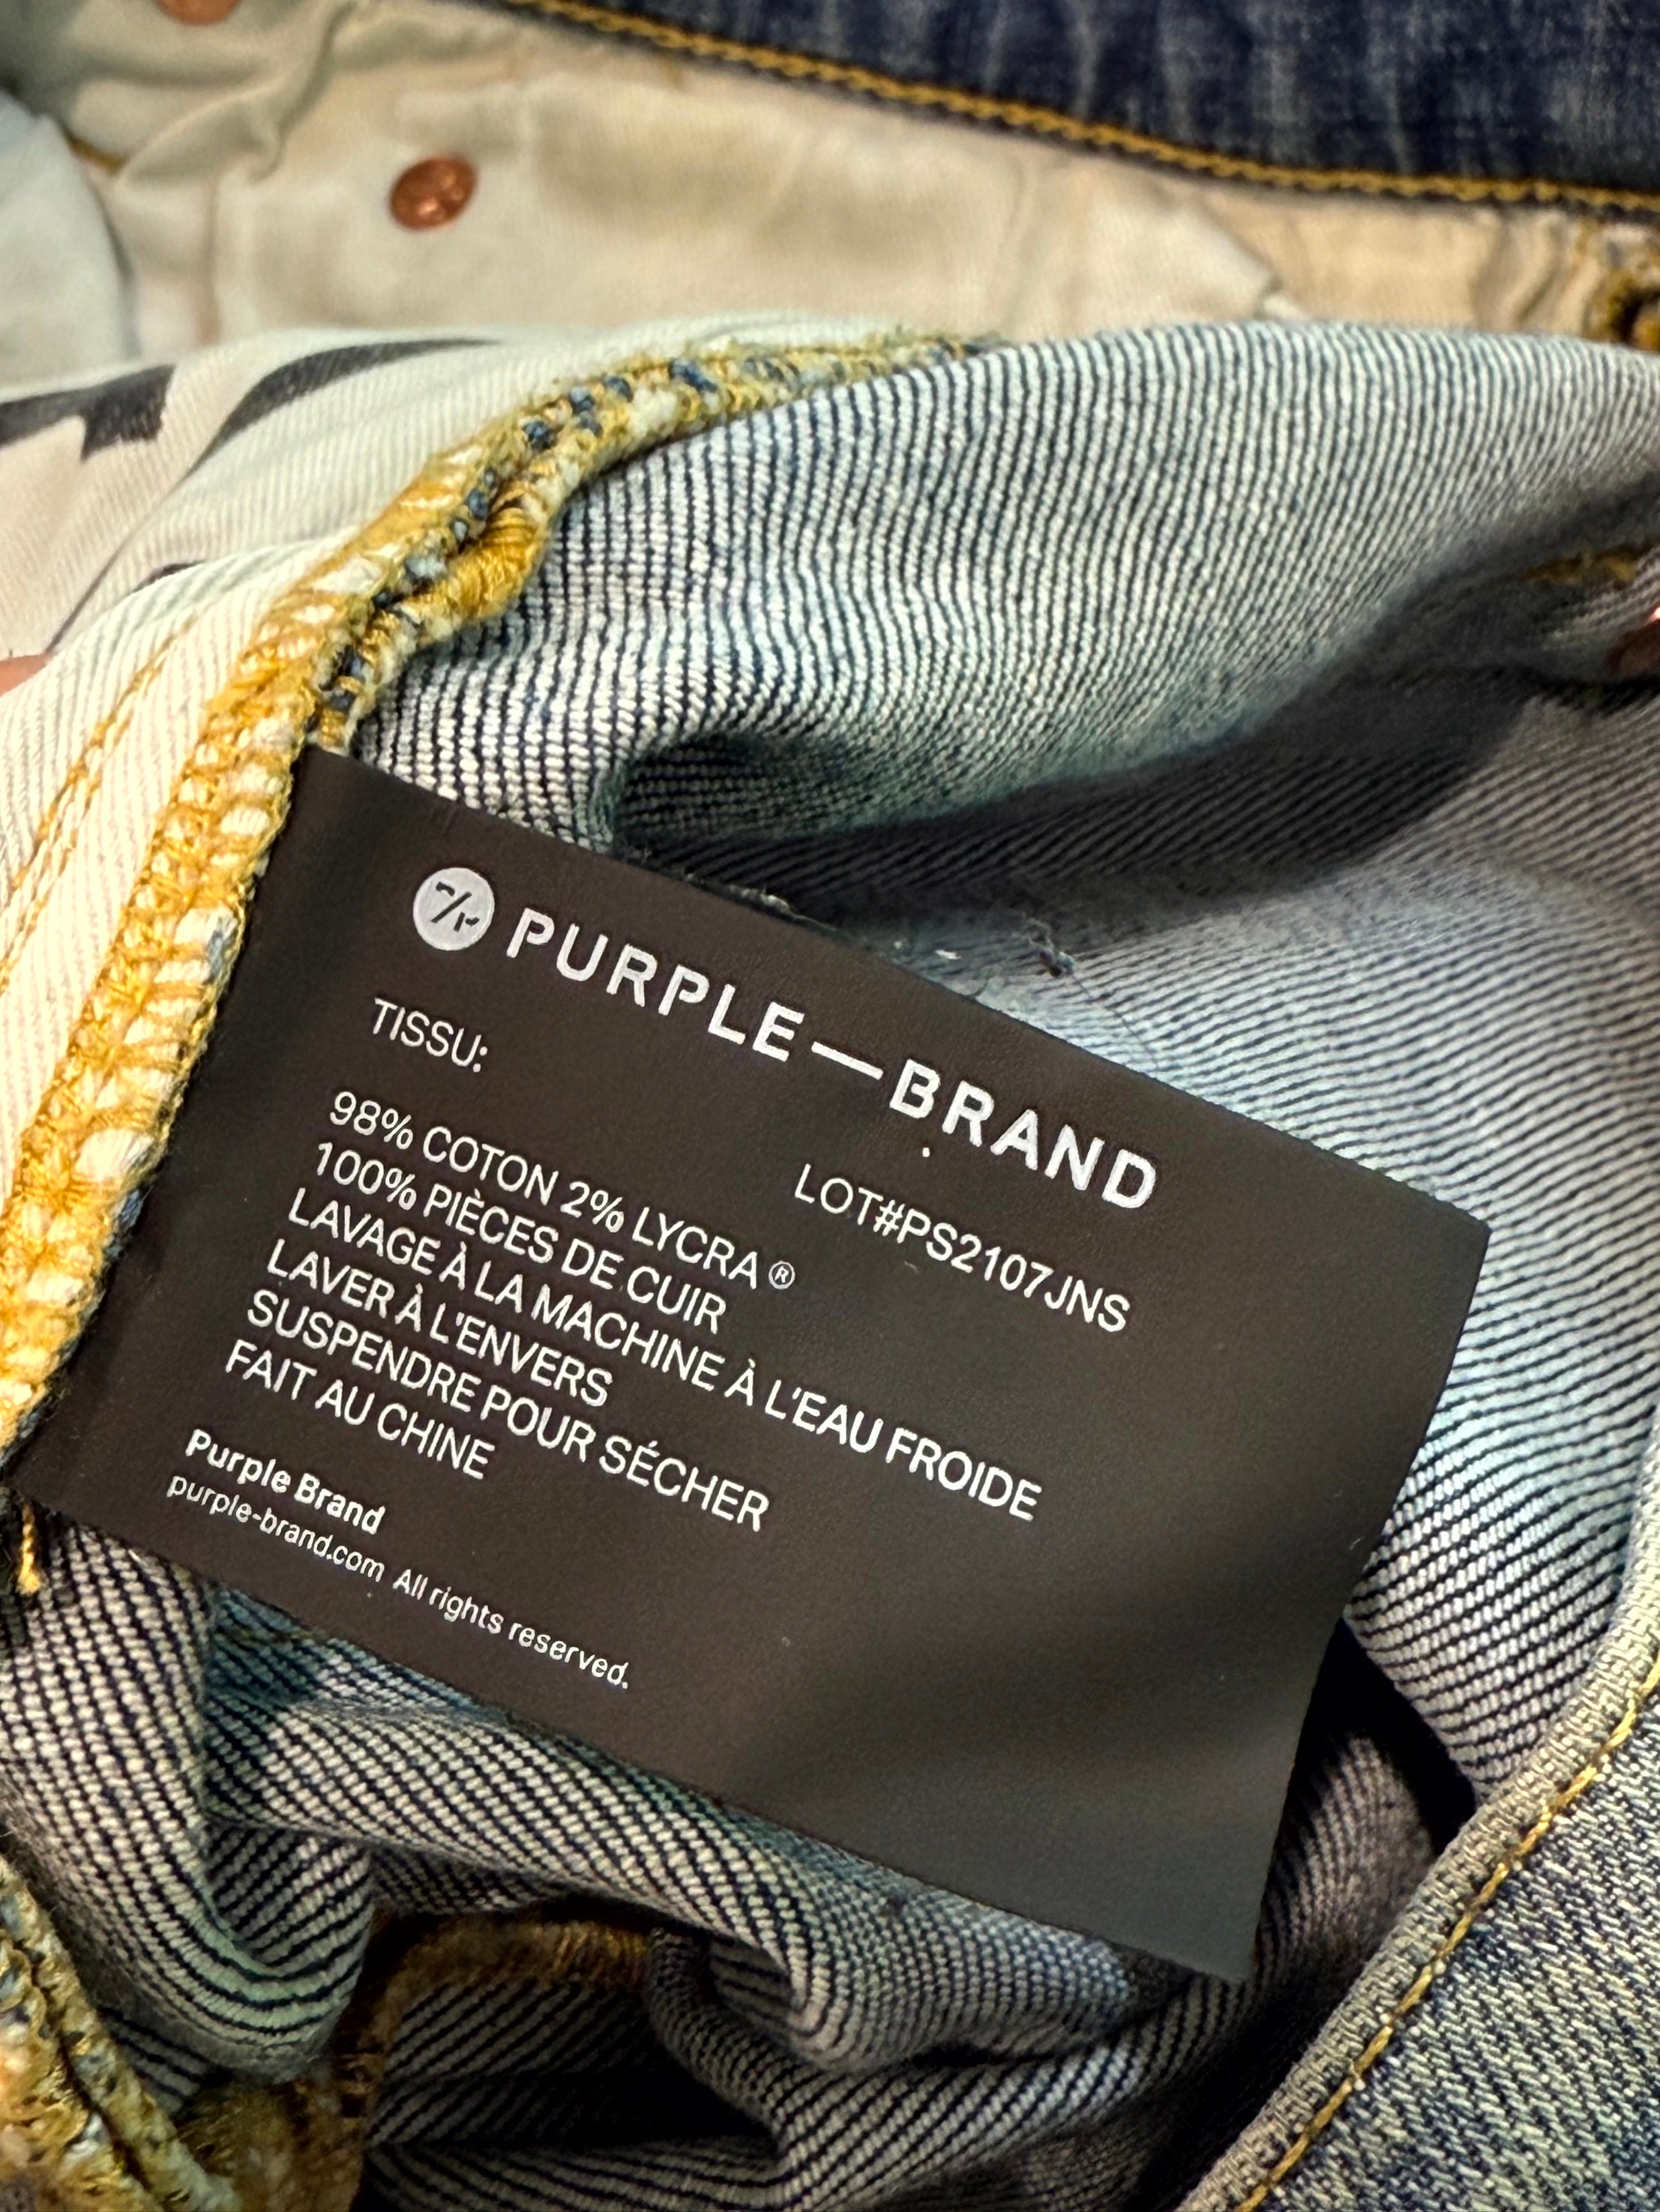 PURPLE—BRAND
TISSU:
LOT#PS2107JNS
98% COTON 2% LYCRA®
100% PIÈCES DE CUIR
LAVAGE À LA MACHINE À L'EAU FROIDE
LAVER À L'ENVERS
SUSPENDRE POUR SÉCHER
FAIT AU CHINE
Purple Brand
purple-brand.com All rights reserved.